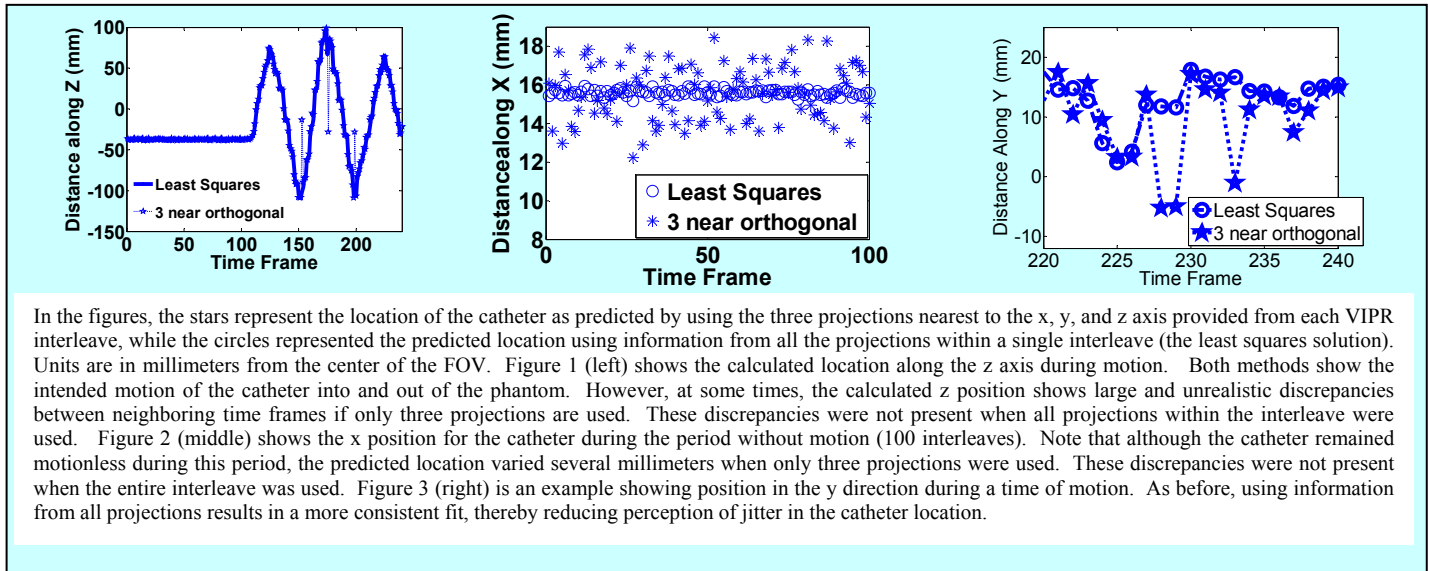 Distance along Z (mm)
100
50
0
-50
-100
-150
Least Squares
3 near orthogonal
0 50 100 150 200
Time Frame
Distancealong X (mm)
18
16
14
12
10
8
Least Squares
3 near orthogonal
0 50 100
Time Frame
Distance Along Y (mm)
20
10
0
-10
Least Squares
3 near orthogonal
220 225 230 235 240
Time Frame
In the figures, the stars represent the location of the catheter as predicted by using the three projections nearest to the x, y, and z axis provided from each VIPR
interleave, while the circles represented the predicted location using information from all the projections within a single interleave (the least squares solution).
Units are in millimeters from the center of the FOV. Figure 1 (left) shows the calculated location along the z axis during motion. Both methods show the
intended motion of the catheter into and out of the phantom. However, at some times, the calculated z position shows large and unrealistic discrepancies
between neighboring time frames if only three projections are used. These discrepancies were not present when all projections within the interleave were
used. Figure 2 (middle) shows the x position for the catheter during the period without motion (100 interleaves). Note that although the catheter remained
motionless during this period, the predicted location varied several millimeters when only three projections were used. These discrepancies were not present
when the entire interleave was used. Figure 3 (right) is an example showing position in the y direction during a time of motion. As before, using information
from all projections results in a more consistent fit, thereby reducing perception of jitter in the catheter location.